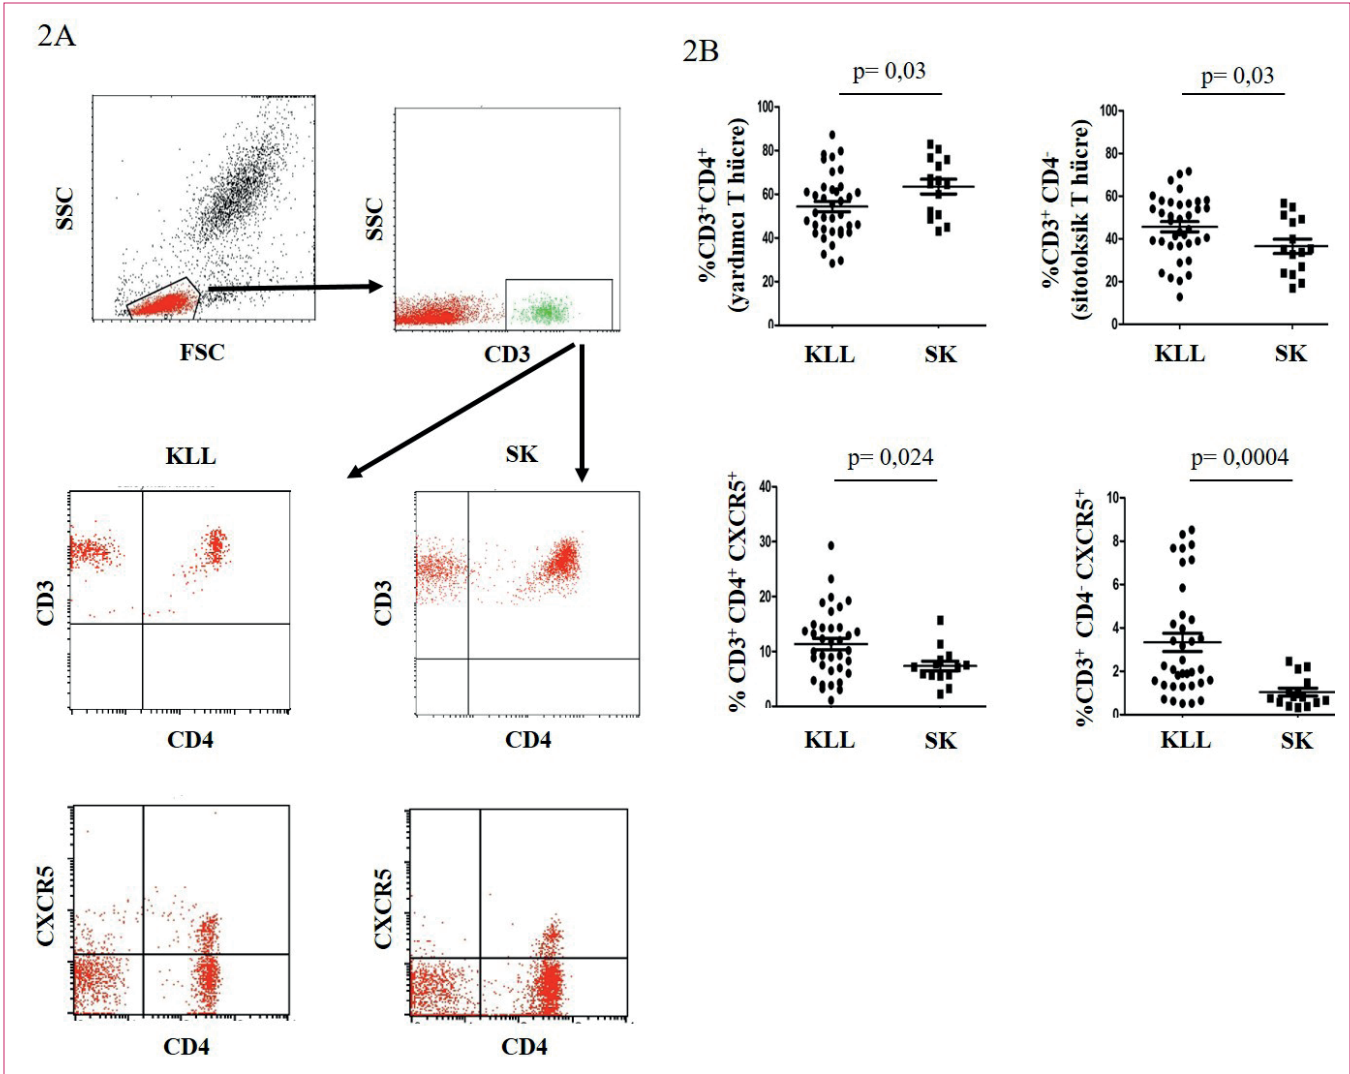 2A
SSC
FSC
SSC
CD3
KLL
SK
CD3
CD4
CD3
CD4
CXCR5
CD4
CXCR5
CD4
2B
p= 0,03
%CD3⁺CD4⁺
(yardımcı T hücre)
100
80
60
40
20
0
KLL SK
p= 0,03
%CD3⁺ CD4⁻
(sitotoksik T hücre)
100
80
60
40
20
0
KLL SK
p= 0,024
% CD3⁺ CD4⁺ CXCR5⁺
40
30
20
10
0
KLL SK
p= 0,0004
%CD3⁺ CD4⁻ CXCR5⁺
10
8
6
4
2
0
KLL SK